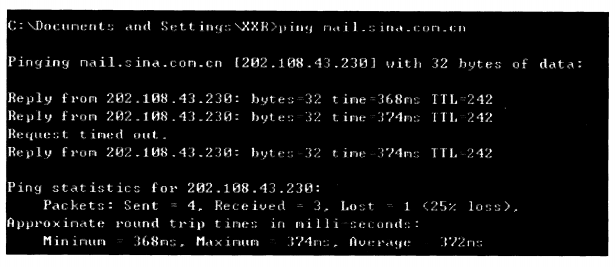 C:\Documents and Settings\XXR>ping mail.sina.com.cn
Pinging mail.sina.com.cn [202.108.43.230] with 32 bytes of data:
Reply from 202.108.43.230: bytes=32 time=368ms TTL=242
Reply from 202.108.43.230: bytes=32 time=374ms TTL=242
Request timed out.
Reply from 202.108.43.230: bytes=32 time=374ms TTL=242
Ping statistics for 202.108.43.230:
Packets: Sent = 4, Received = 3, Lost = 1 (25% loss),
Approximate round trip times in milli-seconds:
Minimum = 368ms, Maximum = 374ms, Average = 372ms